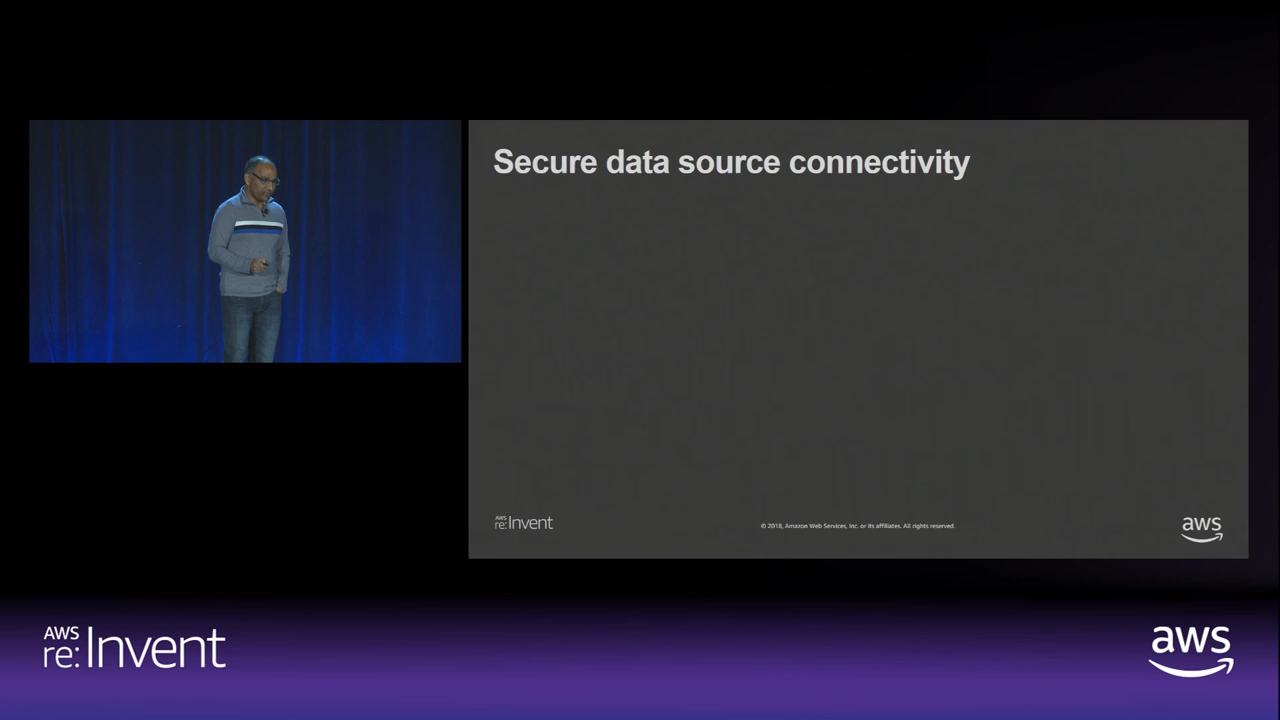 Secure data source connectivity
AWS
re:Invent
© 2018, Amazon Web Services, Inc. or its affiliates. All rights reserved.
aws
AWS
re:Invent
aws